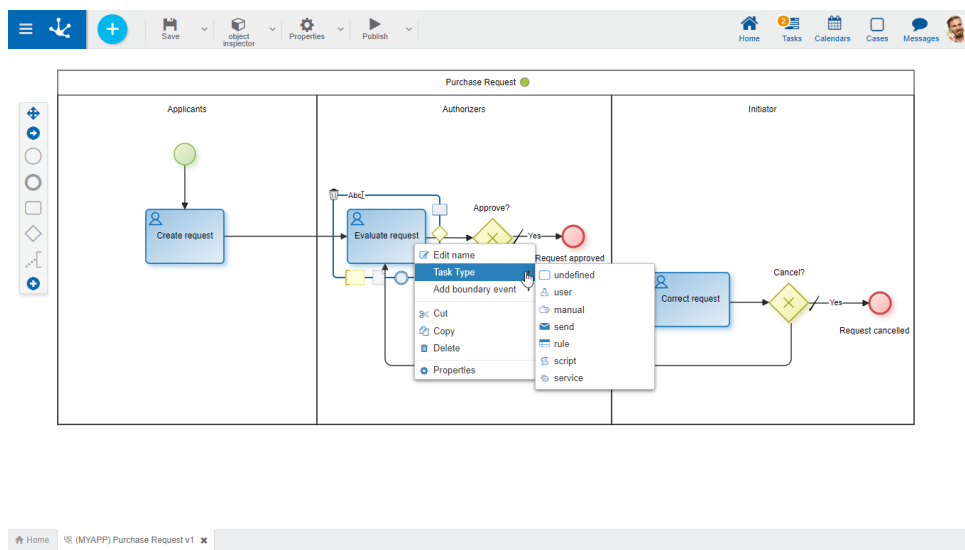 Save
object
inspector
Properties
Publish
Home
2
Tasks
Calendars
Cases
Messages
Purchase Request
Applicants
Authorizers
Initiator
Abc
Create request
Evaluate request
Approve?
Yes
Request approved
Edit name
Task Type
Add boundary event
Cut
Copy
Delete
Properties
undefined
user
manual
send
rule
script
service
Correct request
Cancel?
Yes
Request cancelled
Home
(MYAPP) Purchase Request v1